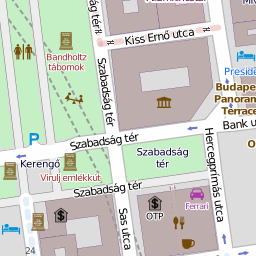 Kiss Ernő utca
Bandholtz
tábornok
Szabadság tér
Presid
Budape
Panoram
Terrace
Bank u
Szabadság tér
Hercegprímás utca
Kerengő
Szabadság
tér
Virulj emlékkút
Szabadság tér
OTP
Ferrari
Sas utca
24